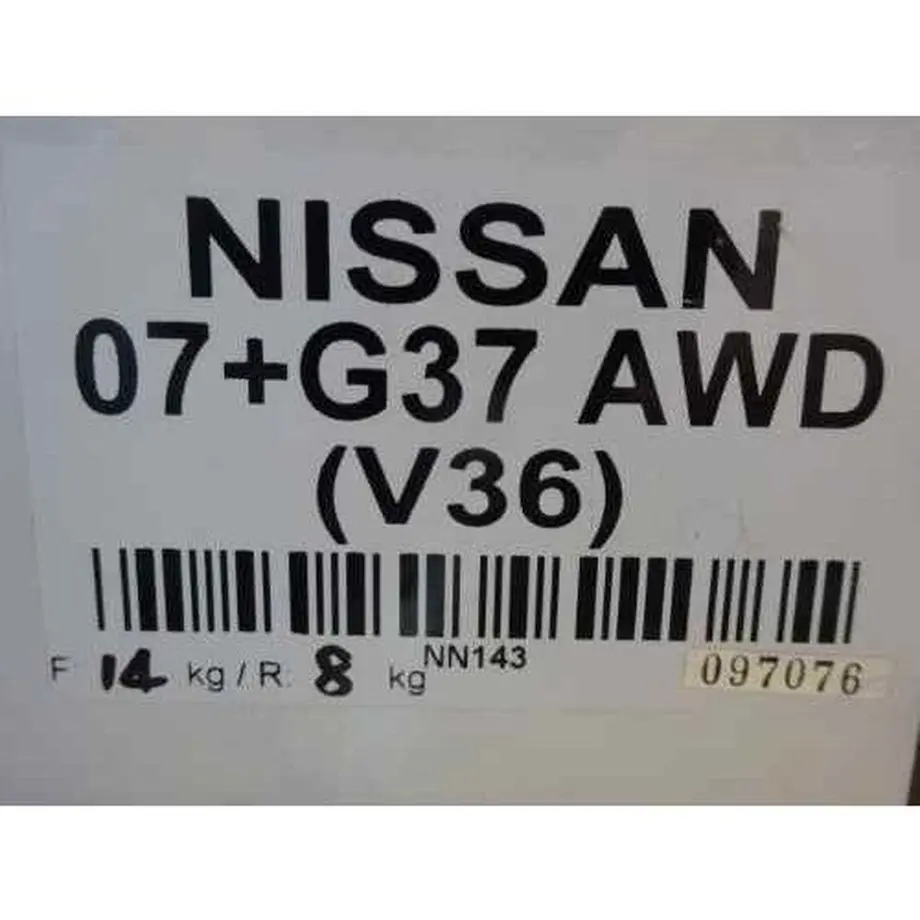 NISSAN
07+G37 AWD
(V36)
F: 14 kg / R: 8 kg NN143 097076